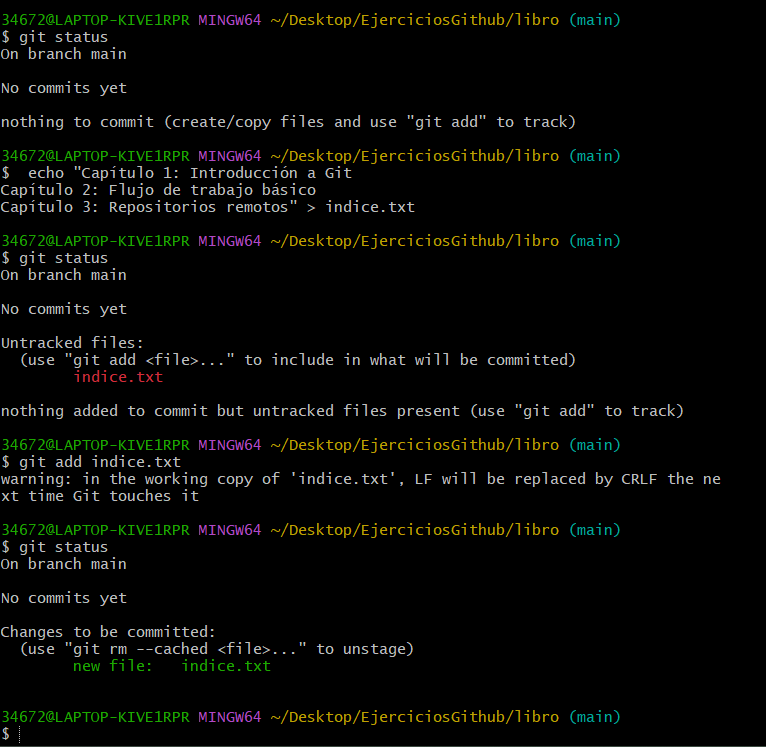 34672@LAPTOP-KIVE1RPR MINGW64 ~/Desktop/EjerciciosGithub/libro (main)
$ git status
On branch main
No commits yet
nothing to commit (create/copy files and use "git add" to track)
34672@LAPTOP-KIVE1RPR MINGW64 ~/Desktop/EjerciciosGithub/libro (main)
$  echo "Capítulo 1: Introducción a Git
Capítulo 2: Flujo de trabajo básico
Capítulo 3: Repositorios remotos" > indice.txt
34672@LAPTOP-KIVE1RPR MINGW64 ~/Desktop/EjerciciosGithub/libro (main)
$ git status
On branch main
No commits yet
Untracked files:
  (use "git add <file>..." to include in what will be committed)
        indice.txt
nothing added to commit but untracked files present (use "git add" to track)
34672@LAPTOP-KIVE1RPR MINGW64 ~/Desktop/EjerciciosGithub/libro (main)
$ git add indice.txt
warning: in the working copy of 'indice.txt', LF will be replaced by CRLF the ne
xt time Git touches it
34672@LAPTOP-KIVE1RPR MINGW64 ~/Desktop/EjerciciosGithub/libro (main)
$ git status
On branch main
No commits yet
Changes to be committed:
  (use "git rm --cached <file>..." to unstage)
        new file:   indice.txt
34672@LAPTOP-KIVE1RPR MINGW64 ~/Desktop/EjerciciosGithub/libro (main)
$